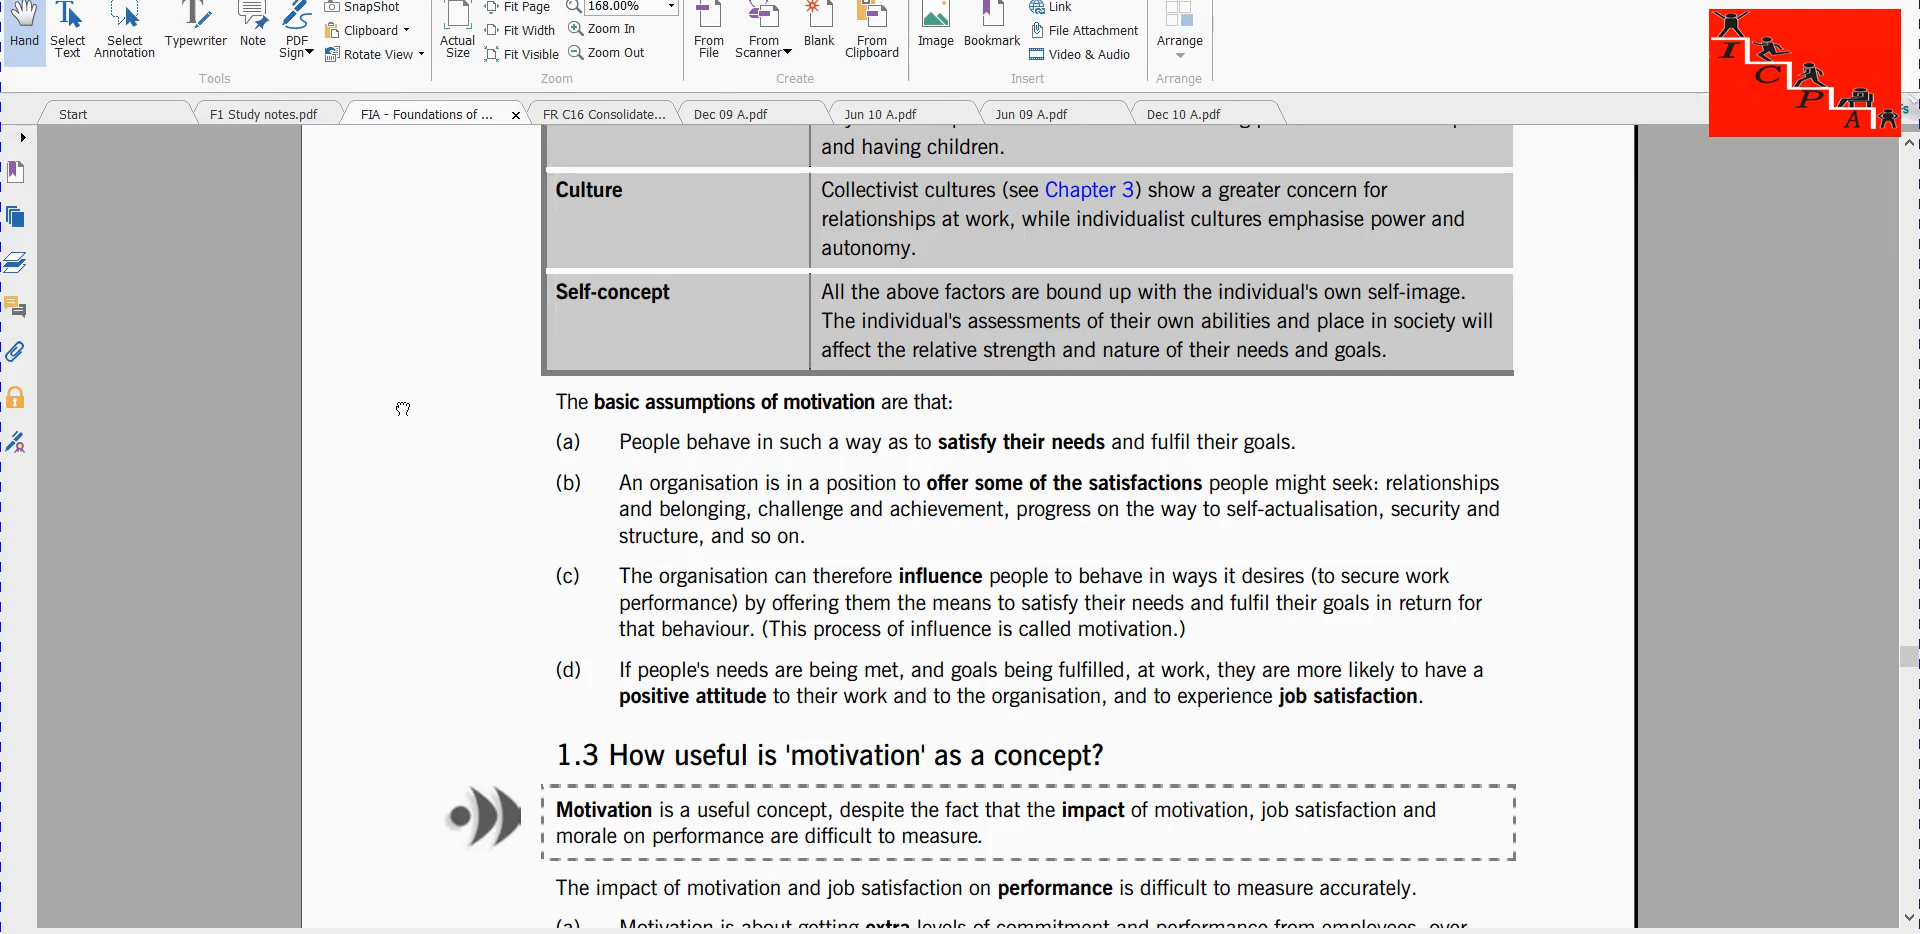 Hand
Select
Text
Select
Annotation
Typewriter
Note
PDF
Sign
SnapShot
Clipboard
Rotate View
Tools
Actual
Size
Fit Page
Fit Width
Fit Visible
168.00%
Zoom In
Zoom Out
Zoom
From
File
From
Scanner
Blank
From
Clipboard
Create
Image
Bookmark
Link
File Attachment
Video & Audio
Insert
Arrange
Arrange
I
C
P
A
Start
F1 Study notes.pdf
FIA - Foundations of ...
FR C16 Consolidate...
Dec 09 A.pdf
Jun 10 A.pdf
Jun 09 A.pdf
Dec 10 A.pdf
and having children.
Culture
Collectivist cultures (see Chapter 3) show a greater concern for
relationships at work, while individualist cultures emphasise power and
autonomy.
Self-concept
All the above factors are bound up with the individual's own self-image.
The individual's assessments of their own abilities and place in society will
affect the relative strength and nature of their needs and goals.
The basic assumptions of motivation are that:
(a) People behave in such a way as to satisfy their needs and fulfil their goals.
(b) An organisation is in a position to offer some of the satisfactions people might seek: relationships
and belonging, challenge and achievement, progress on the way to self-actualisation, security and
structure, and so on.
(c) The organisation can therefore influence people to behave in ways it desires (to secure work
performance) by offering them the means to satisfy their needs and fulfil their goals in return for
that behaviour. (This process of influence is called motivation.)
(d) If people's needs are being met, and goals being fulfilled, at work, they are more likely to have a
positive attitude to their work and to the organisation, and to experience job satisfaction.
1.3 How useful is 'motivation' as a concept?
Motivation is a useful concept, despite the fact that the impact of motivation, job satisfaction and
morale on performance are difficult to measure.
The impact of motivation and job satisfaction on performance is difficult to measure accurately.
(a) Motivation is about getting extra levels of commitment and performance from employees, over